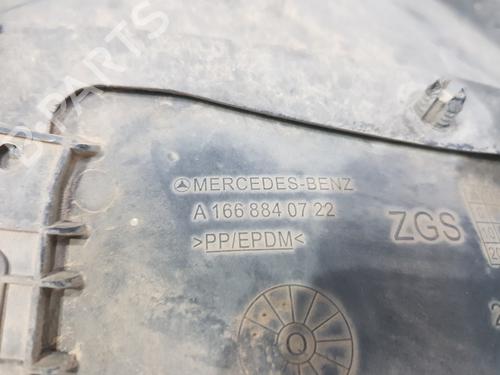 MERCEDES-BENZ
A 166 884 07 22
>PP/EPDM<
ZGS
O